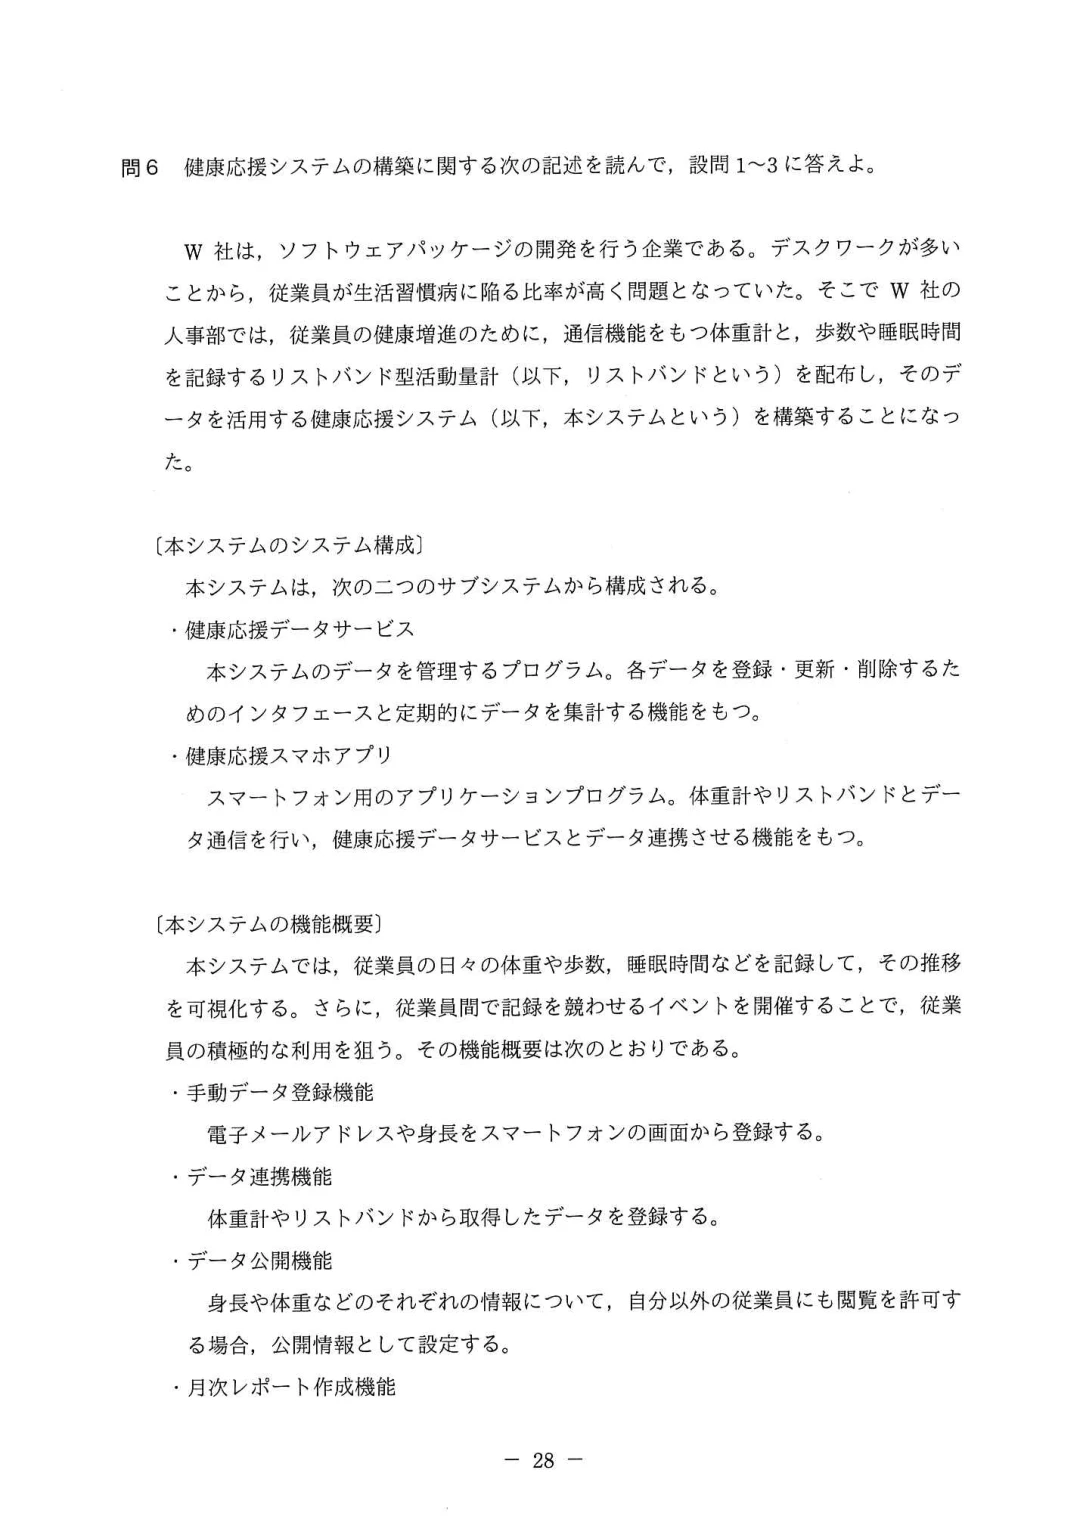 問6　健康応援システムの構築に関する次の記述を読んで，設問1～3に答えよ。
W 社は，ソフトウェアパッケージの開発を行う企業である。デスクワークが多い
ことから，従業員が生活習慣病に陥る比率が高く問題となっていた。そこで W 社の
人事部では，従業員の健康増進のために，通信機能をもつ体重計と，歩数や睡眠時間
を記録するリストバンド型活動量計（以下，リストバンドという）を配布し，そのデ
ータを活用する健康応援システム（以下，本システムという）を構築することになっ
た。
〔本システムのシステム構成〕
本システムは，次の二つのサブシステムから構成される。
・健康応援データサービス
本システムのデータを管理するプログラム。各データを登録・更新・削除するた
めのインタフェースと定期的にデータを集計する機能をもつ。
・健康応援スマホアプリ
スマートフォン用のアプリケーションプログラム。体重計やリストバンドとデー
タ通信を行い，健康応援データサービスとデータ連携させる機能をもつ。
〔本システムの機能概要〕
本システムでは，従業員の日々の体重や歩数，睡眠時間などを記録して，その推移
を可視化する。さらに，従業員間で記録を競わせるイベントを開催することで，従業
員の積極的な利用を狙う。その機能概要は次のとおりである。
・手動データ登録機能
電子メールアドレスや身長をスマートフォンの画面から登録する。
・データ連携機能
体重計やリストバンドから取得したデータを登録する。
・データ公開機能
身長や体重などのそれぞれの情報について，自分以外の従業員にも閲覧を許可す
る場合，公開情報として設定する。
・月次レポート作成機能
－ 28 －